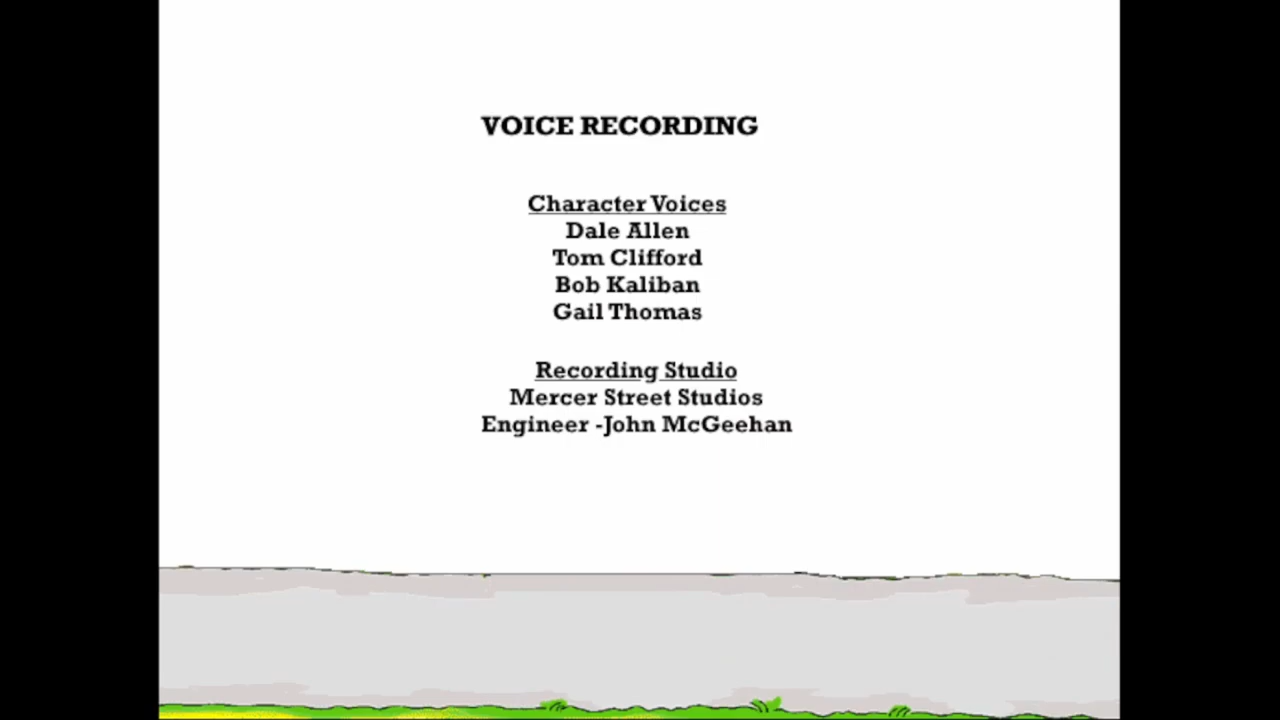 VOICE RECORDING
Character Voices
Dale Allen
Tom Clifford
Bob Kaliban
Gail Thomas
Recording Studio
Mercer Street Studios
Engineer -John McGeehan